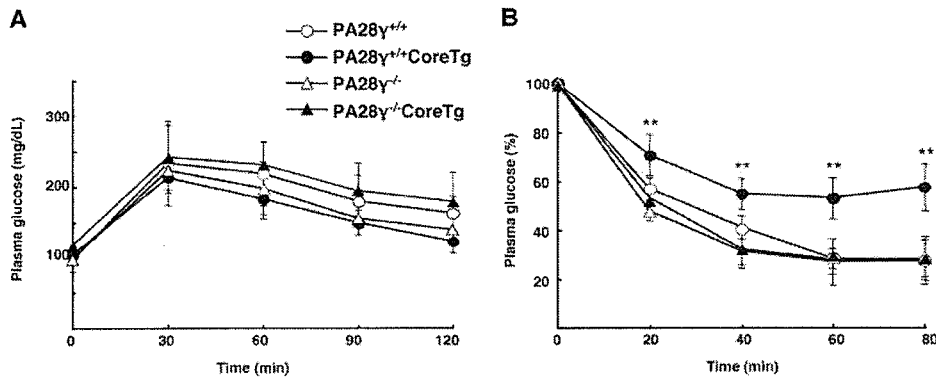 A
PA28γ+/+
PA28γ+/+CoreTg
PA28γ-/-
PA28γ-/-CoreTg
Plasma glucose (mg/dL)
300
200
100
0
30
60
90
120
Time (min)
B
Plasma glucose (%)
100
80
60
40
20
**
**
**
**
0
20
40
60
80
Time (min)